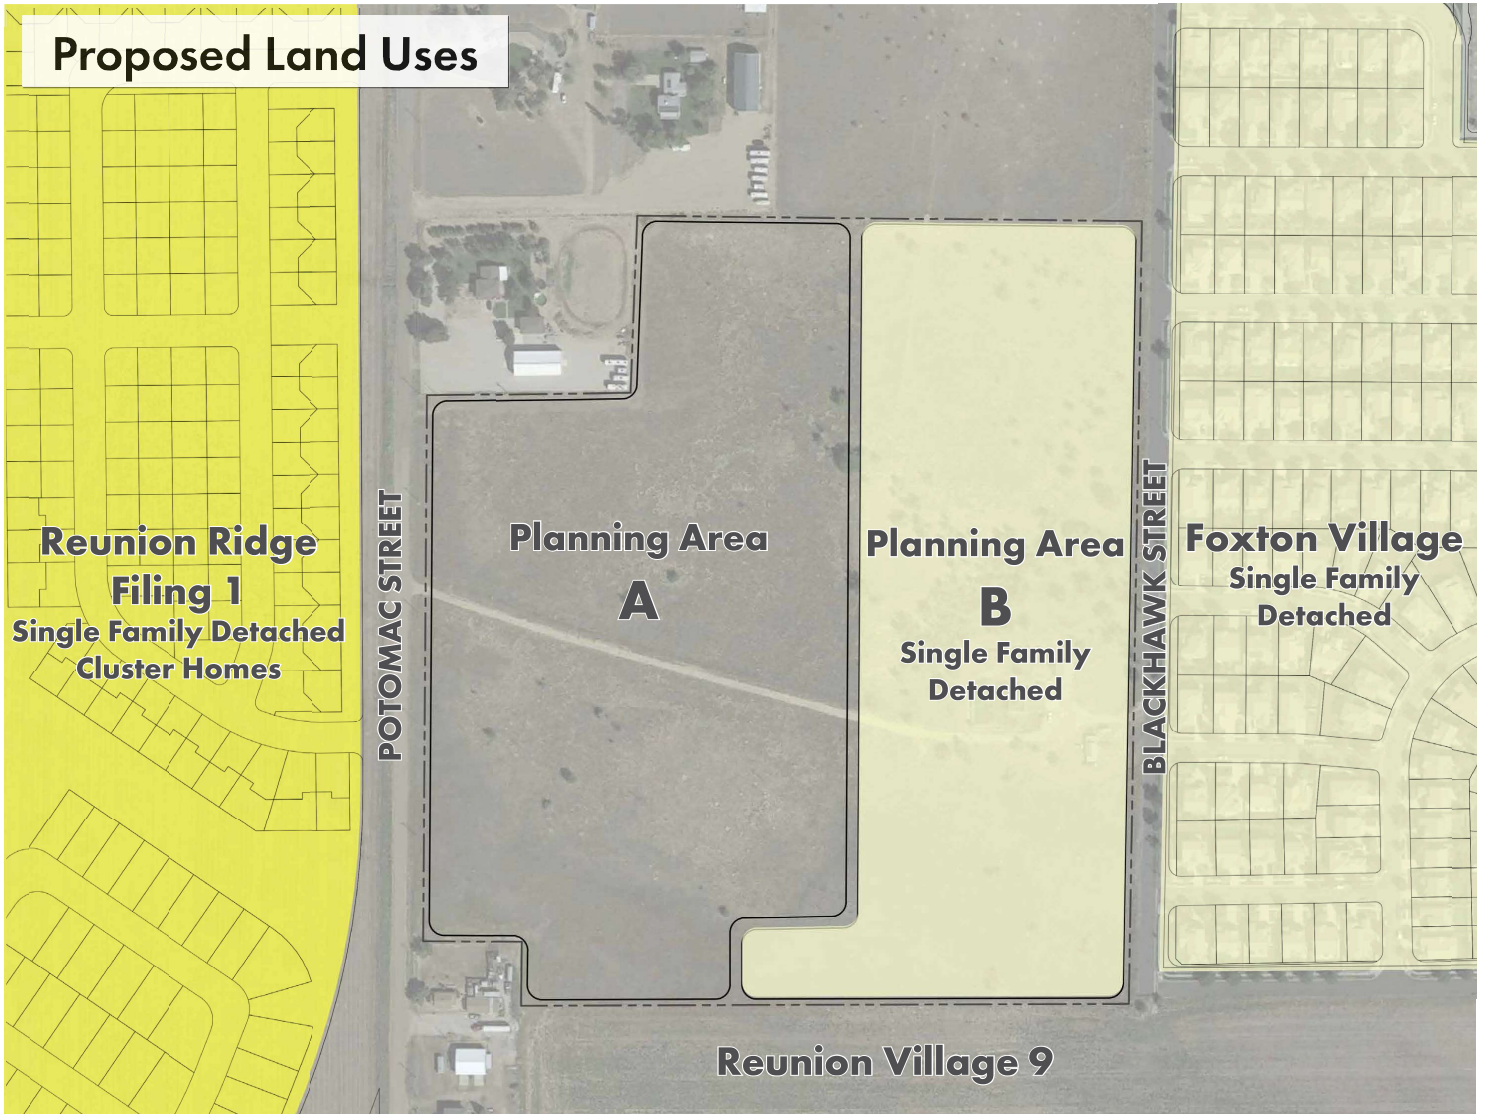 Proposed Land Uses
Reunion Ridge
Filing 1
Single Family Detached
Cluster Homes
POTOMAC STREET
Planning Area
A
Planning Area
B
Single Family
Detached
BLACKHAWK STREET
Foxton Village
Single Family
Detached
Reunion Village 9